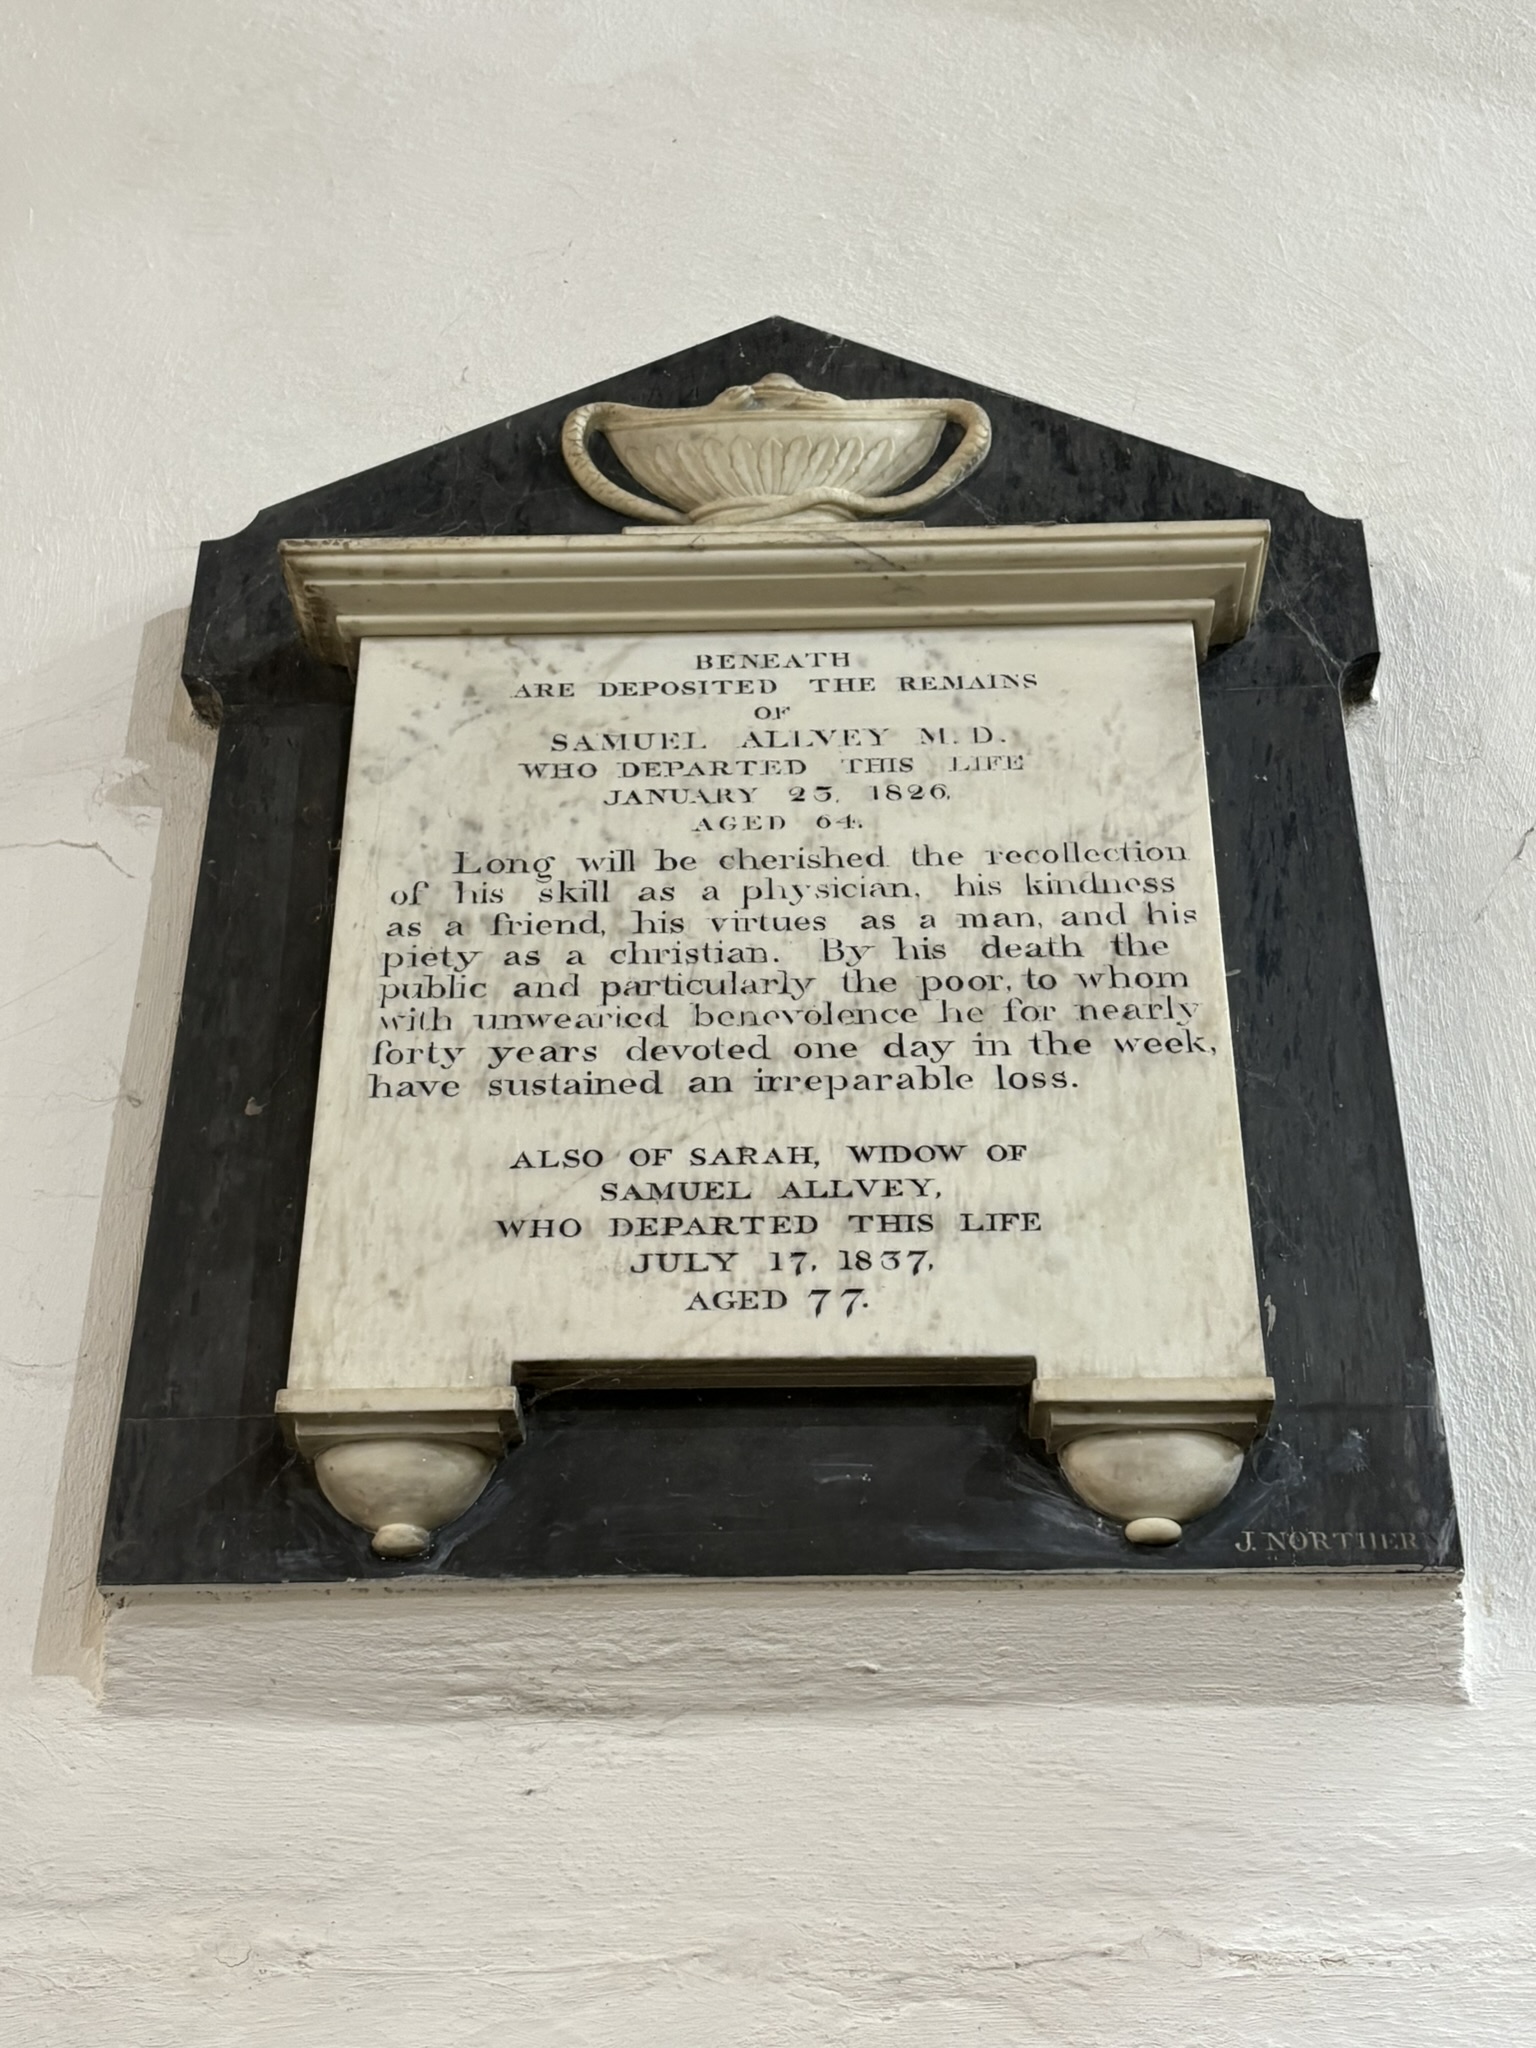 BENEATH
ARE DEPOSITED THE REMAINS
OF
SAMUEL ALLVEY M. D.
WHO DEPARTED THIS LIFE
JANUARY 23, 1826,
AGED 64.
Long will be cherished the recollection
of his skill as a physician, his kindness
as a friend, his virtues as a man, and his
piety as a christian. By his death the
public and particularly the poor, to whom
with unwearied benevolence he for nearly
forty years devoted one day in the week,
have sustained an irreparable loss.
ALSO OF SARAH, WIDOW OF
SAMUEL ALLVEY,
WHO DEPARTED THIS LIFE
JULY 17, 1837,
AGED 77.
J. NORTHERN